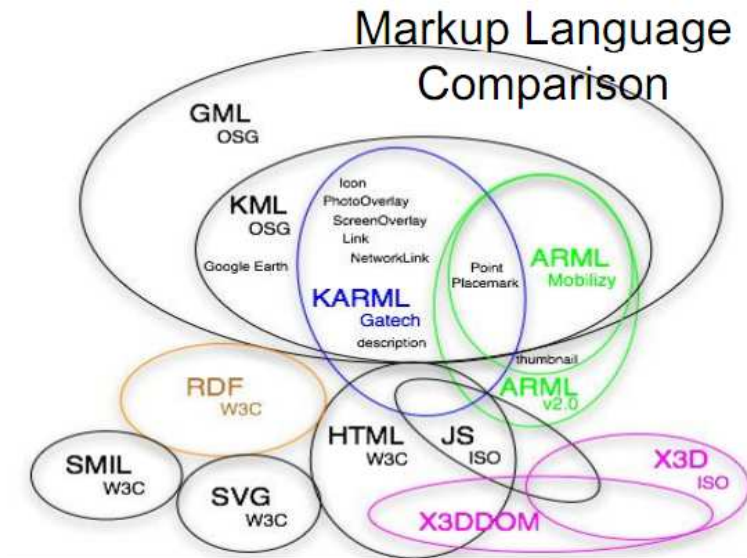 Markup Language
Comparison
GML
OSG
KML
OSG
Google Earth
Icon
PhotoOverlay
ScreenOverlay
Link
NetworkLink
KARML
Gatech
description
Point
Placemark
ARML
Mobilizy
thumbnail
ARML
v2.0
RDF
W3C
HTML
W3C
JS
ISO
SMIL
W3C
SVG
W3C
X3D
ISO
X3DDOM